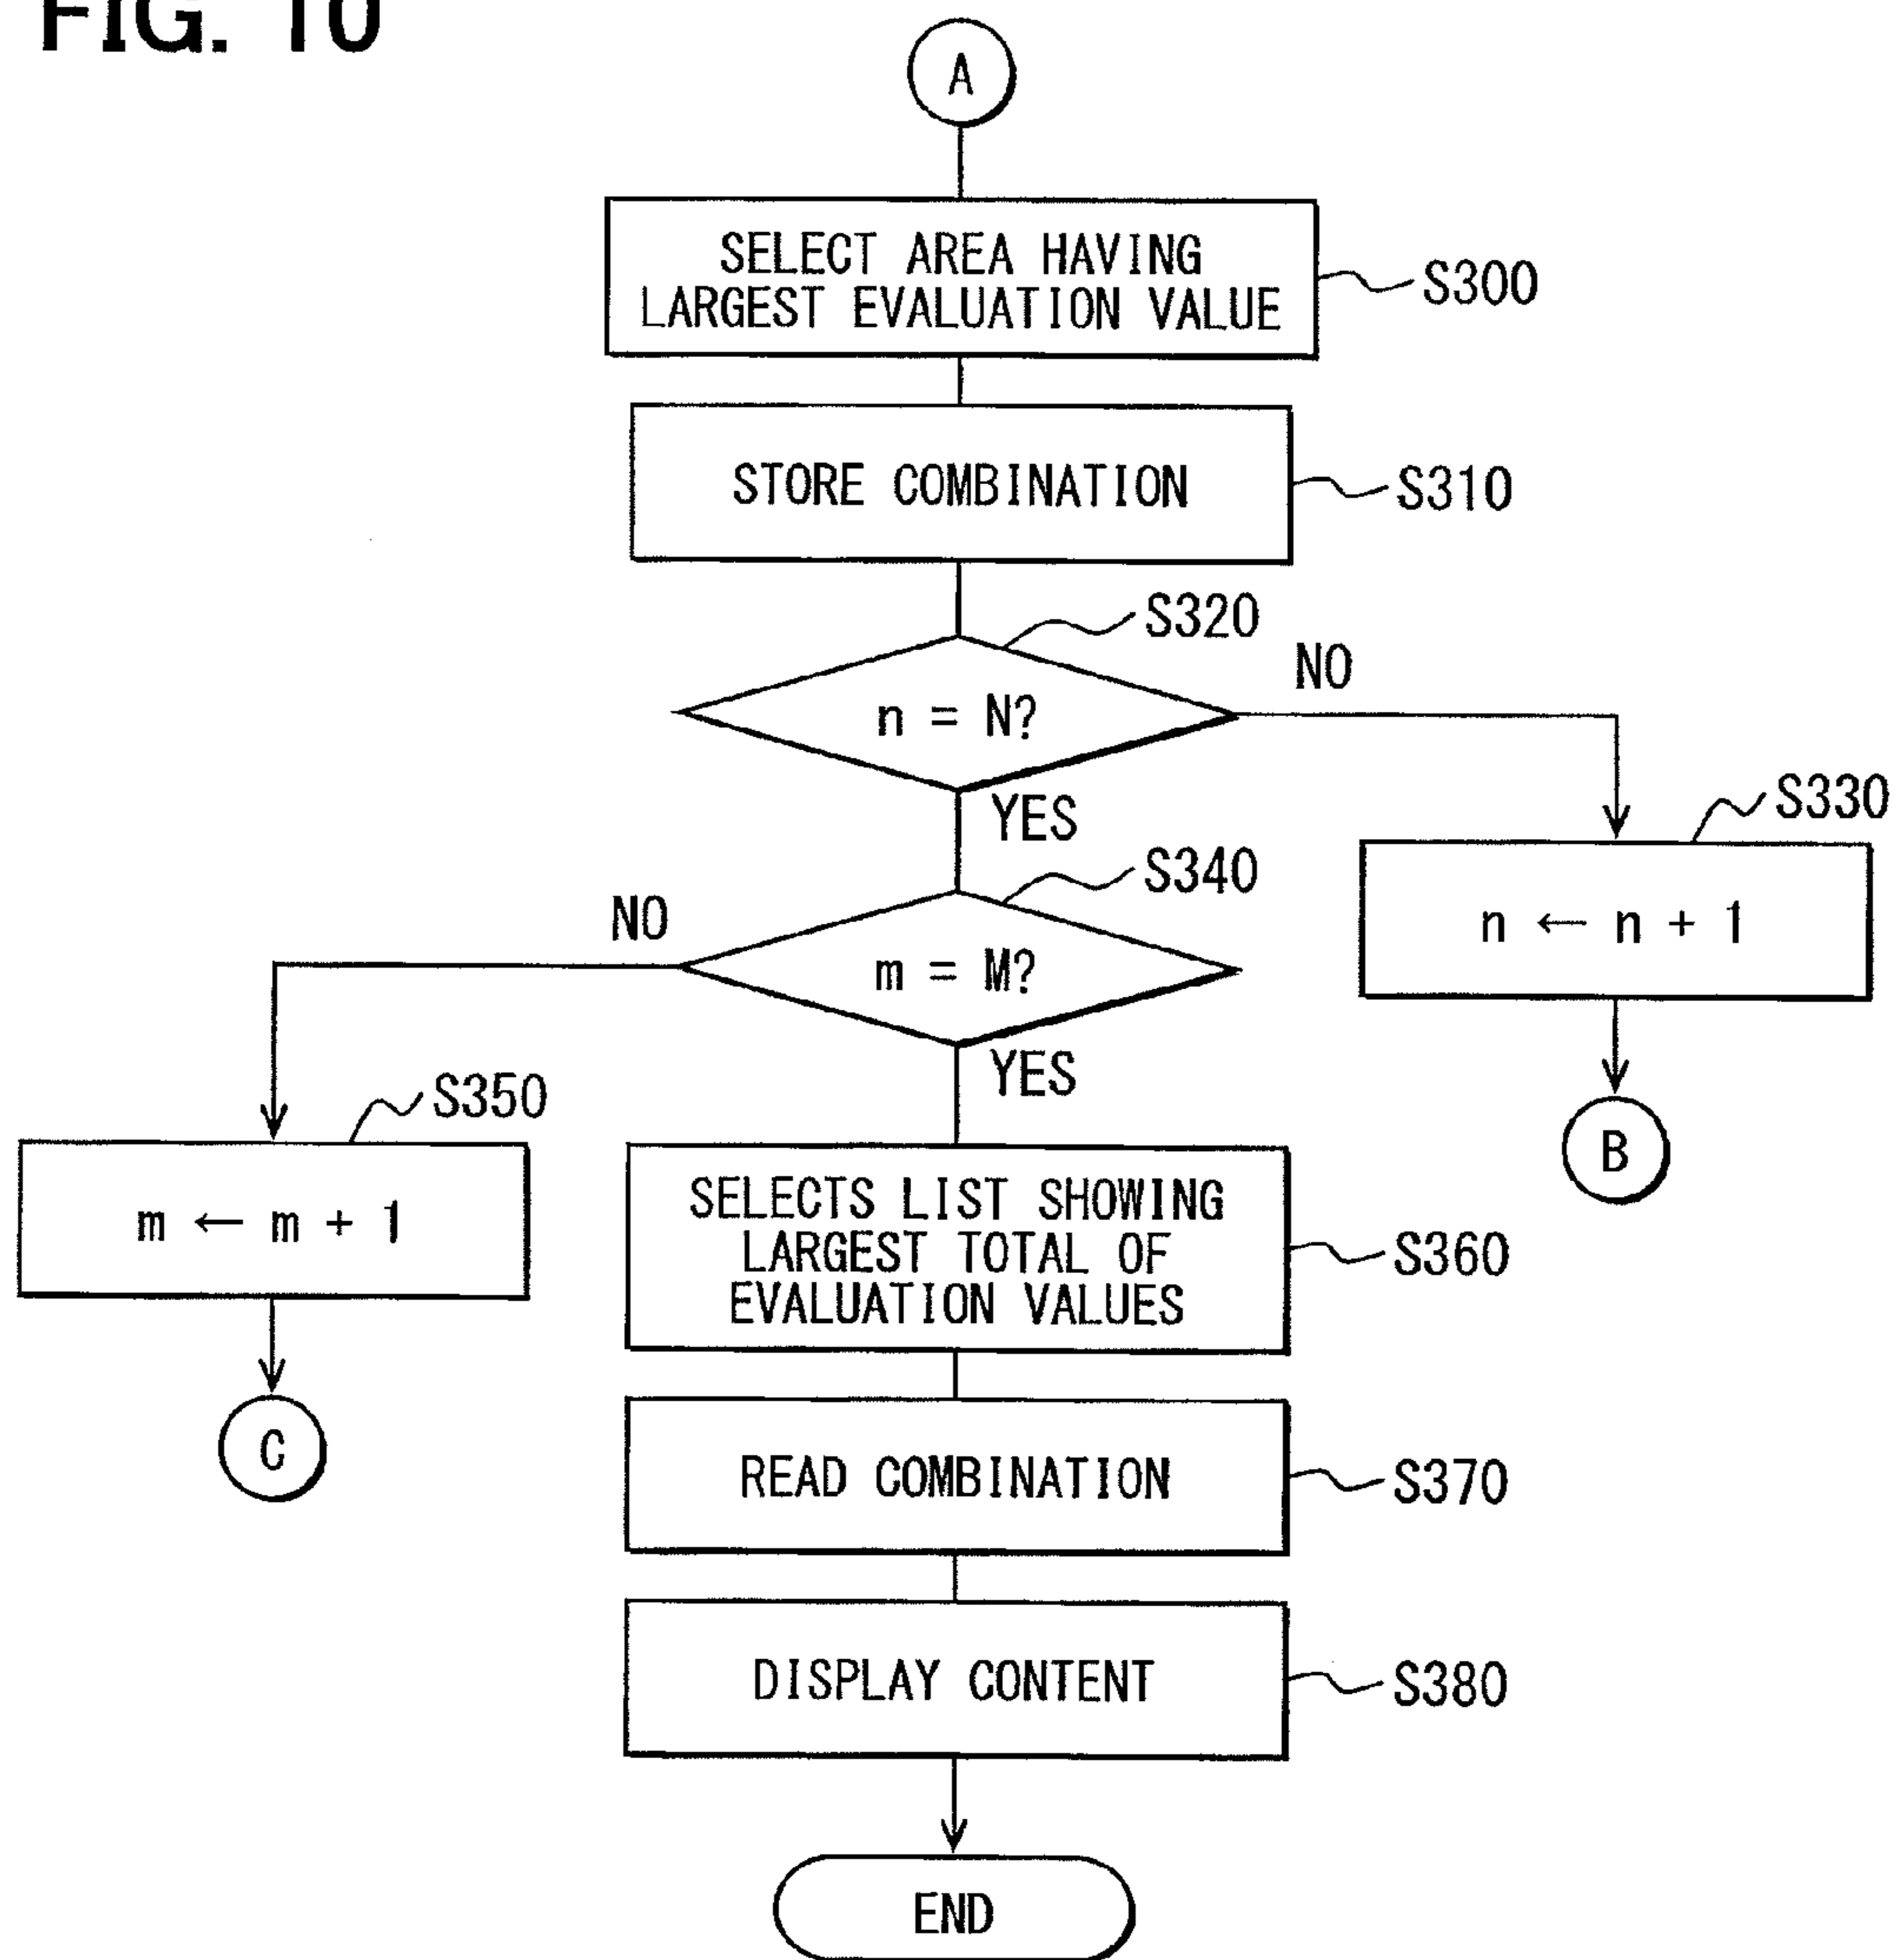 FIG. 10
A
SELECT AREA HAVING
LARGEST EVALUATION VALUE
S300
STORE COMBINATION
S310
S320
n = N?
NO
YES
S330
n ← n + 1
B
S340
m = M?
NO
YES
S350
m ← m + 1
C
SELECTS LIST SHOWING
LARGEST TOTAL OF
EVALUATION VALUES
S360
READ COMBINATION
S370
DISPLAY CONTENT
S380
END